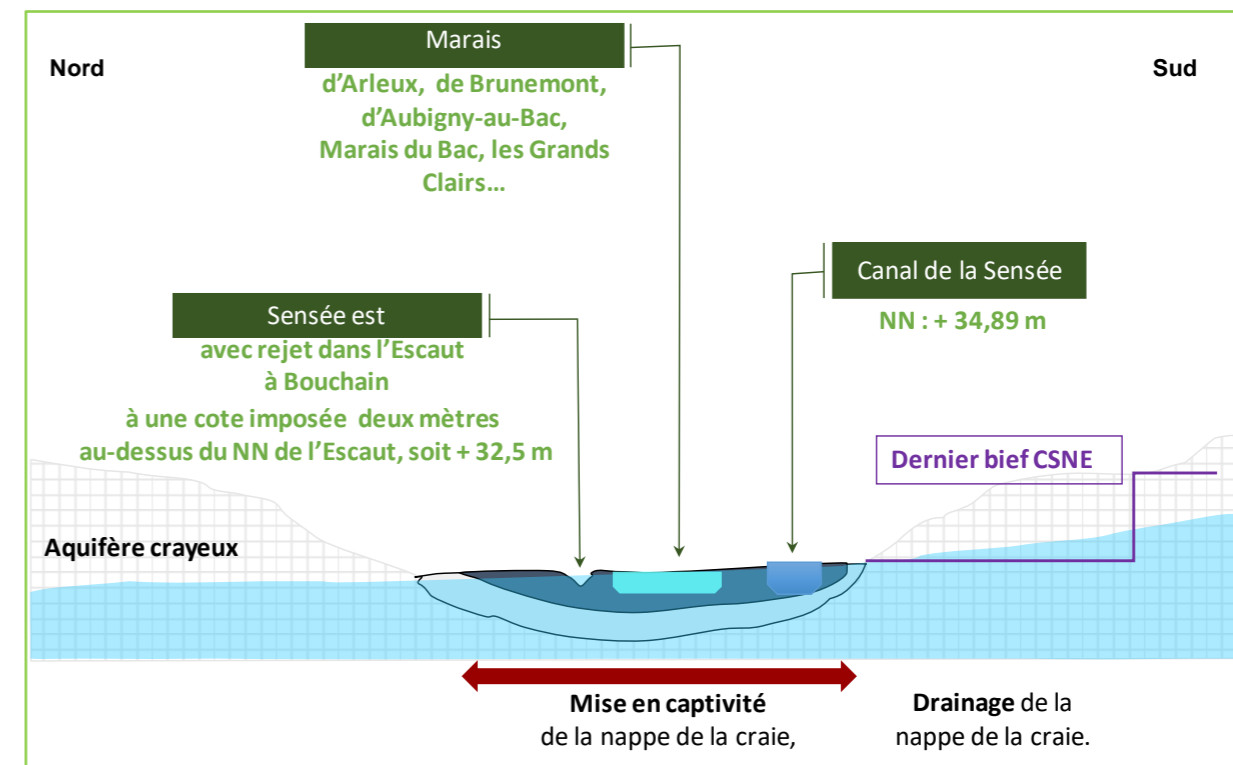 Nord
Sud
Marais
d’Arleux, de Brunemont,
d’Aubigny-au-Bac,
Marais du Bac, les Grands
Clairs…
Canal de la Sensée
NN : + 34,89 m
Sensée est
avec rejet dans l’Escaut
à Bouchain
à une cote imposée deux mètres
au-dessus du NN de l’Escaut, soit + 32,5 m
Dernier bief CSNE
Aquifère crayeux
Mise en captivité
de la nappe de la craie,
Drainage de la
nappe de la craie.